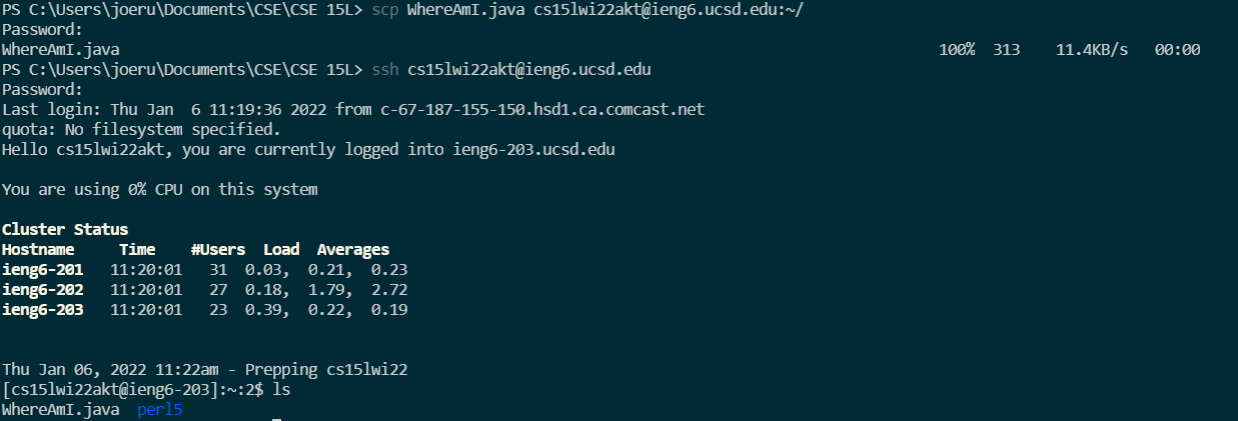 PS C:\Users\joeru\Documents\CSE\CSE 15L> scp WhereAmI.java cs15lwi22akt@ieng6.ucsd.edu:~/
Password:
WhereAmI.java 100% 313 11.4KB/s 00:00
PS C:\Users\joeru\Documents\CSE\CSE 15L> ssh cs15lwi22akt@ieng6.ucsd.edu
Password:
Last login: Thu Jan  6 11:19:36 2022 from c-67-187-155-150.hsd1.ca.comcast.net
quota: No filesystem specified.
Hello cs15lwi22akt, you are currently logged into ieng6-203.ucsd.edu
You are using 0% CPU on this system
Cluster Status
Hostname Time #Users Load Averages
ieng6-201 11:20:01 31 0.03, 0.21, 0.23
ieng6-202 11:20:01 27 0.18, 1.79, 2.72
ieng6-203 11:20:01 23 0.39, 0.22, 0.19
Thu Jan 06, 2022 11:22am - Prepping cs15lwi22
[cs15lwi22akt@ieng6-203]:~:2$ ls
WhereAmI.java perl5